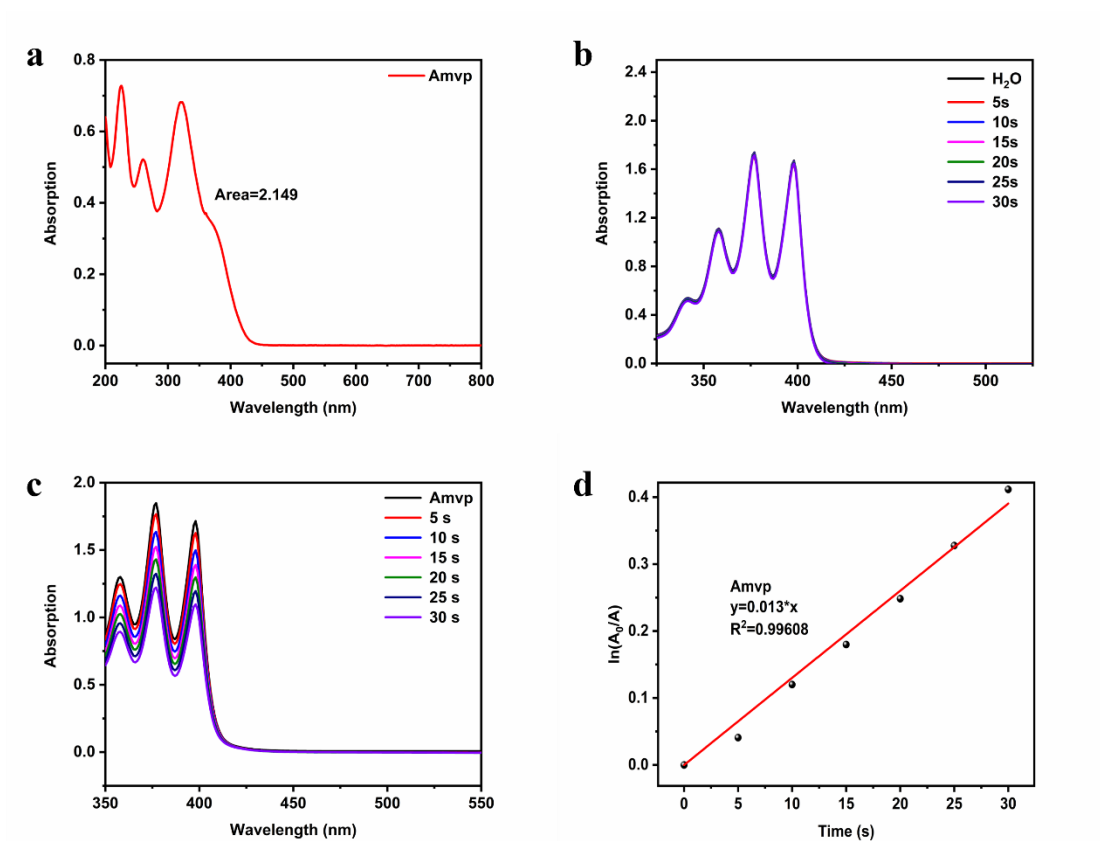 a
0.8
0.6
0.4
0.2
0.0
Absorption
Amvp
Area=2.149
200 300 400 500 600 700 800
Wavelength (nm)
b
2.4
1.8
1.2
0.6
0.0
Absorption
H₂O
5s
10s
15s
20s
25s
30s
350 400 450 500
Wavelength (nm)
c
2.0
1.5
1.0
0.5
0.0
Absorption
Amvp
5 s
10 s
15 s
20 s
25 s
30 s
350 400 450 500 550
Wavelength (nm)
d
0.4
0.3
0.2
0.1
0.0
ln(A₀/A)
Amvp
y=0.013*x
R²=0.99608
0 5 10 15 20 25 30
Time (s)